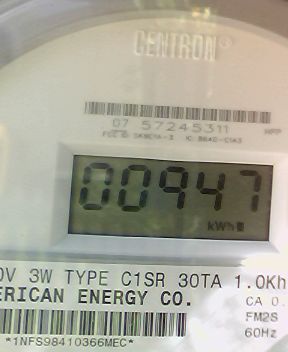 CENTRON®
07 57245311
00947
kWh
0V 3W TYPE C1SR 30TA 1.0Kh
ERICAN ENERGY CO.
CA 0.
FM2S
60Hz
*1NFS98410366MEC*